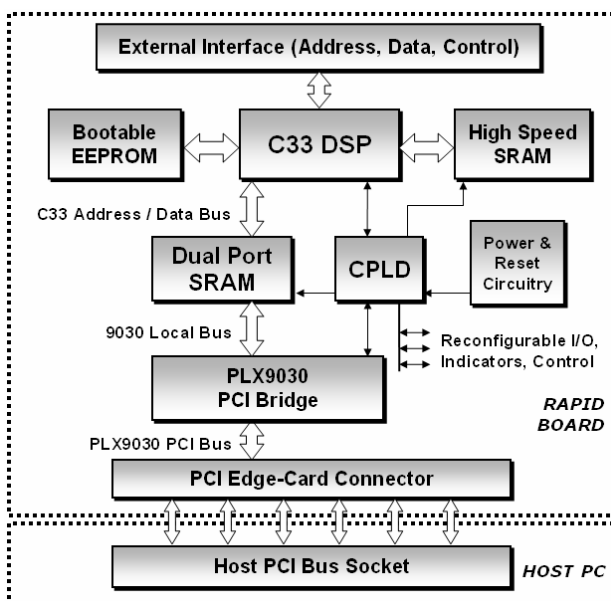 External Interface (Address, Data, Control)
Bootable
EEPROM
C33 DSP
High Speed
SRAM
C33 Address / Data Bus
Dual Port
SRAM
CPLD
Power &
Reset
Circuitry
9030 Local Bus
Reconfigurable I/O,
Indicators, Control
PLX9030
PCI Bridge
RAPID
BOARD
PLX9030 PCI Bus
PCI Edge-Card Connector
Host PCI Bus Socket
HOST PC